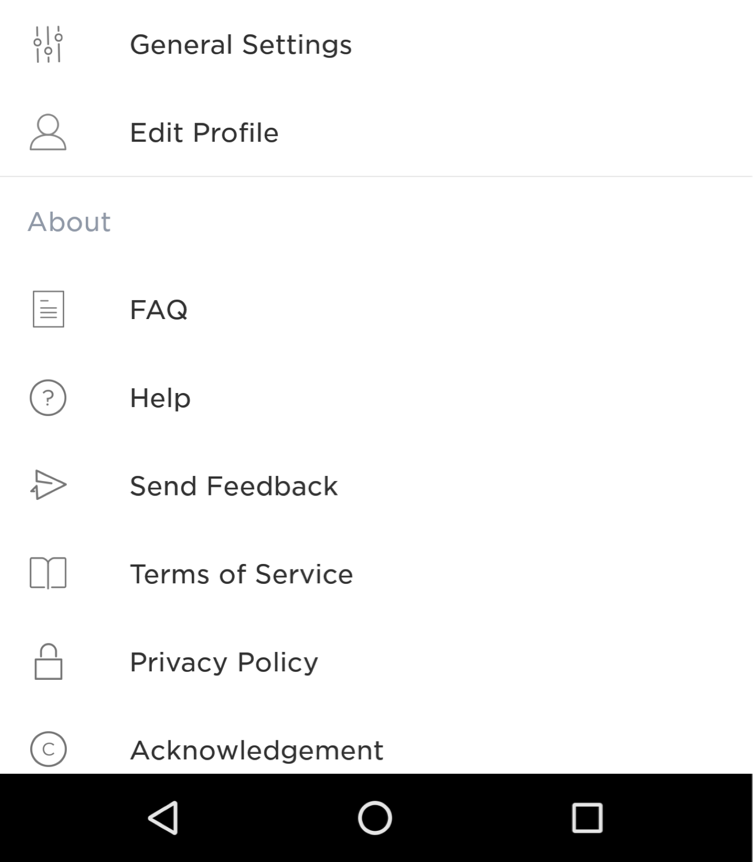 General Settings
Edit Profile
About
FAQ
? Help
Send Feedback
Terms of Service
Privacy Policy
C Acknowledgement